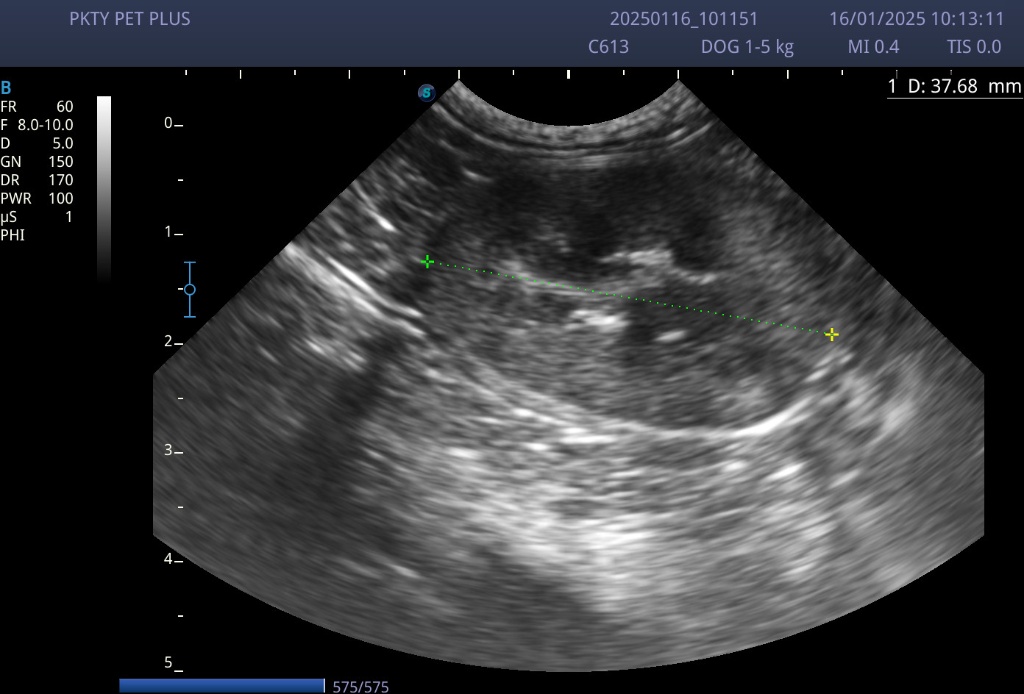 PKTY PET PLUS
20250116_101151
16/01/2025 10:13:11
C613
DOG 1-5 kg
MI 0.4
TIS 0.0
B
FR 60
F 8.0-10.0
D 5.0
GN 150
DR 170
PWR 100
µS 1
PHI
S
1 D: 37.68 mm
0
1
2
3
4
5
575/575